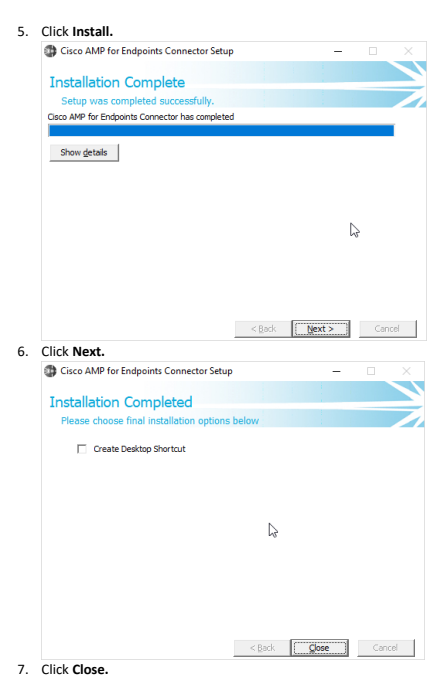 5. Click Install.
Cisco AMP for Endpoints Connector Setup
Installation Complete
Setup was completed successfully.
Cisco AMP for Endpoints Connector has completed
Show details
< Back Next > Cancel
6. Click Next.
Cisco AMP for Endpoints Connector Setup
Installation Completed
Please choose final installation options below
Create Desktop Shortcut
< Back Close Cancel
7. Click Close.